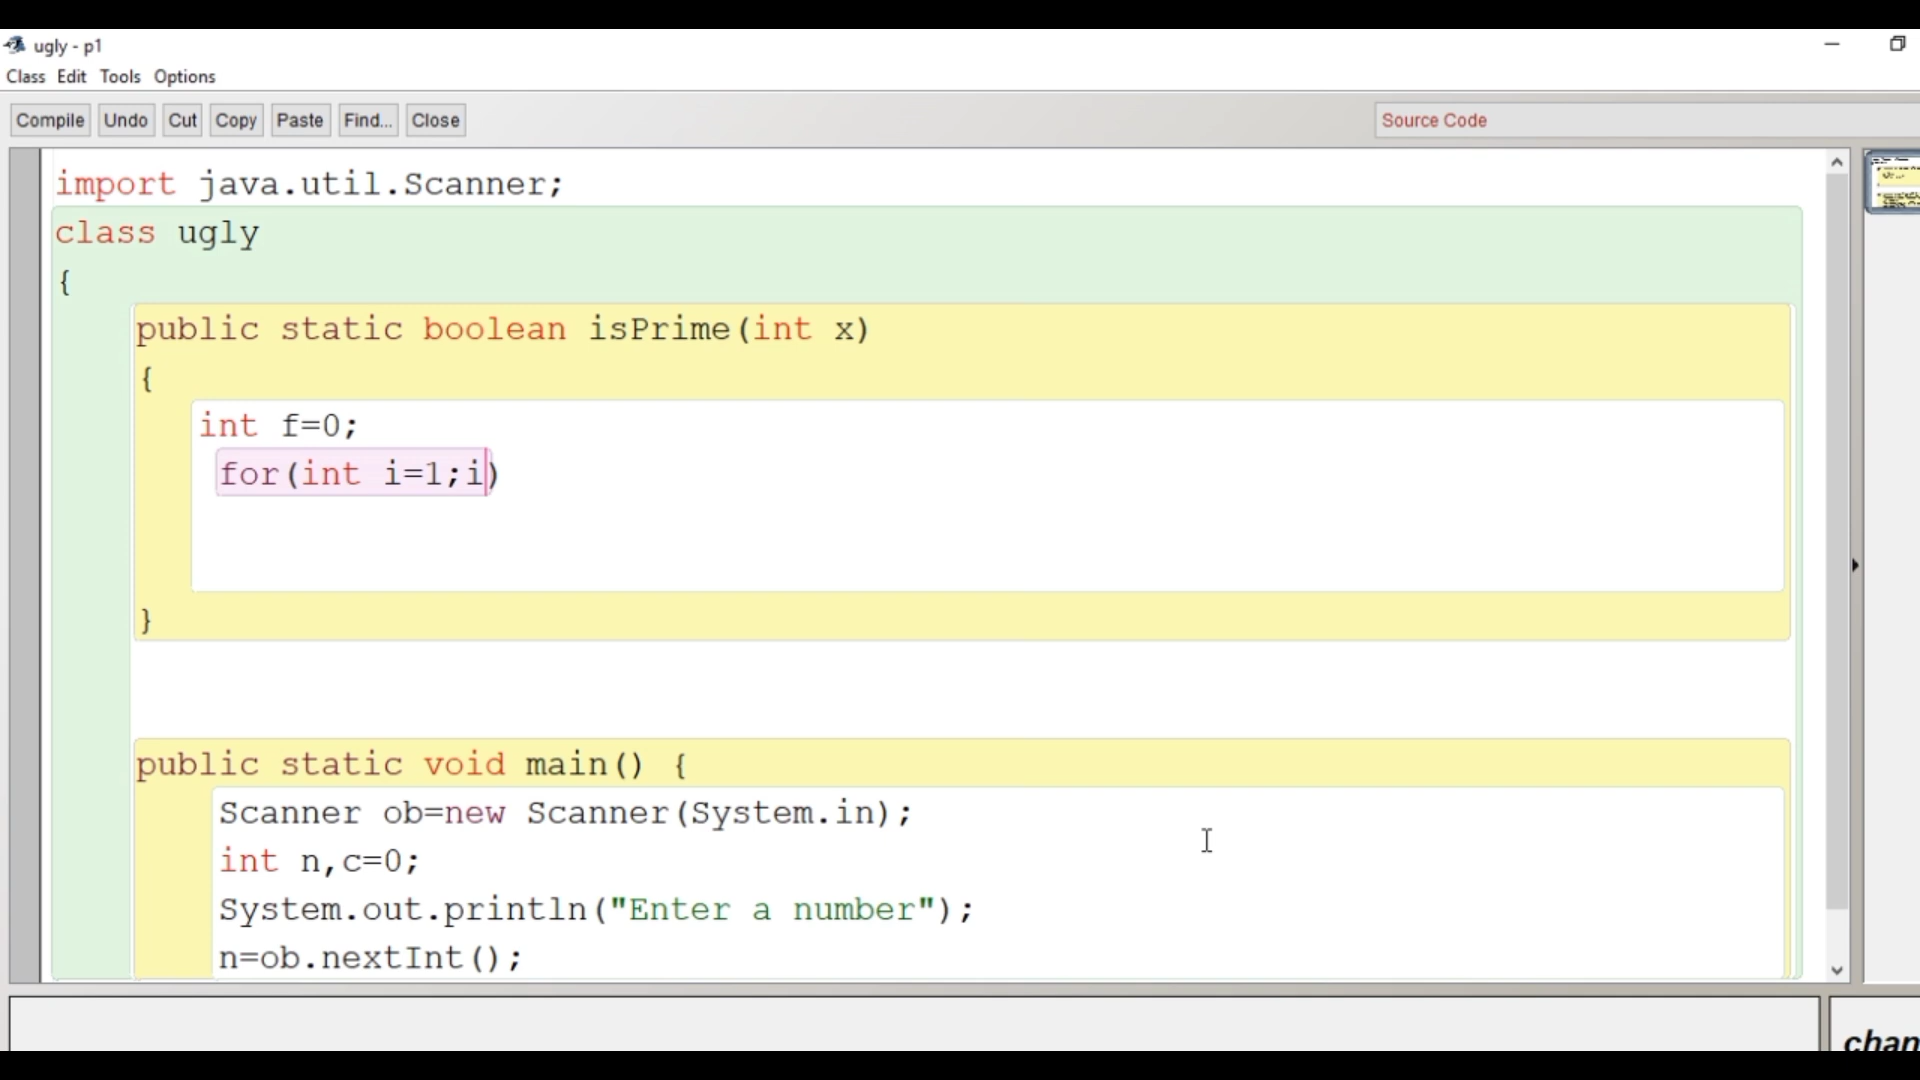 ugly - p1
Class Edit Tools Options
Compile Undo Cut Copy Paste Find... Close Source Code
import java.util.Scanner;
class ugly
{
public static boolean isPrime(int x)
{
int f=0;
for(int i=1;i)
}
public static void main() {
Scanner ob=new Scanner(System.in);
int n,c=0;
System.out.println("Enter a number");
n=ob.nextInt();
chan